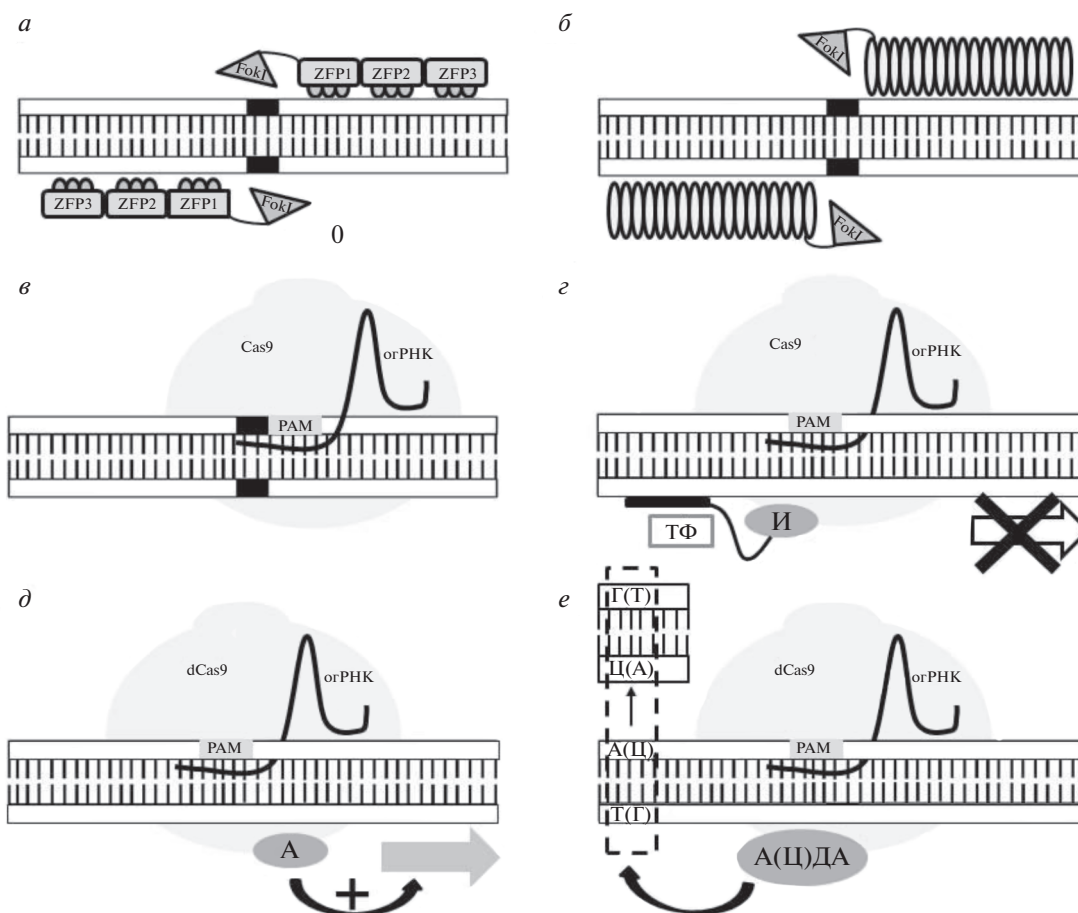 а
FokI ZFP1 ZFP2 ZFP3
ZFP3 ZFP2 ZFP1 FokI
0
б
FokI
FokI
в
Cas9
огРНК
PAM
г
Cas9
огРНК
PAM
ТФ
И
д
dCas9
огРНК
PAM
А
+
е
Г(Т)
Ц(А)
dCas9
огРНК
А(Ц)
PAM
Т(Г)
А(Ц)ДА